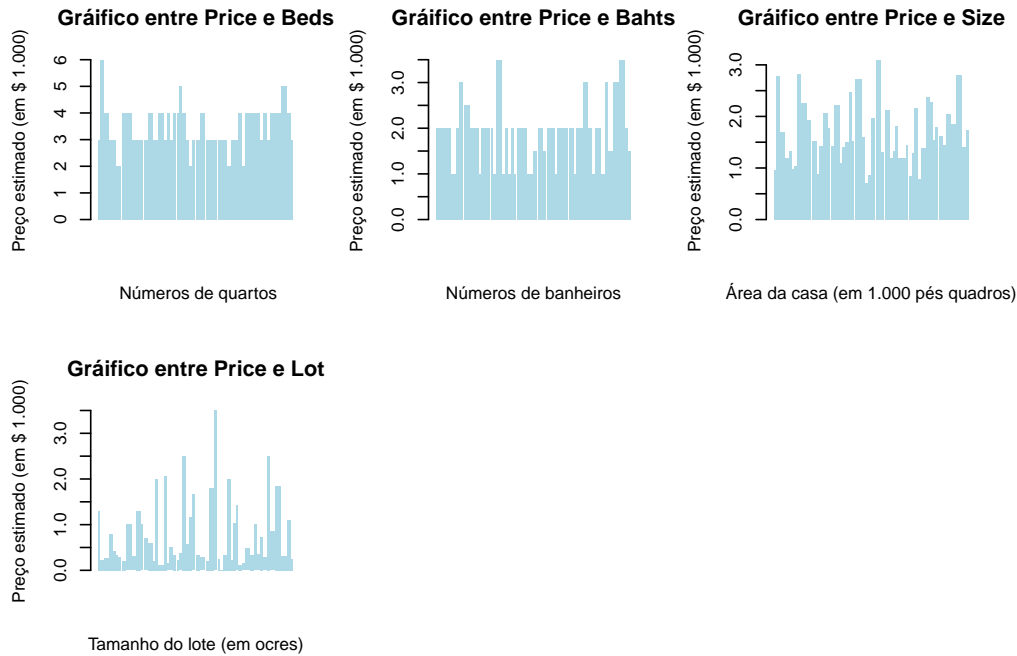 Gráifico entre Price e Beds
Preço estimado (em $ 1.000)
6
5
4
3
2
1
0
Números de quartos
Gráifico entre Price e Bahts
Preço estimado (em $ 1.000)
3.0
2.0
1.0
0.0
Números de banheiros
Gráifico entre Price e Size
Preço estimado (em $ 1.000)
3.0
2.0
1.0
0.0
Área da casa (em 1.000 pés quadros)
Gráifico entre Price e Lot
Preço estimado (em $ 1.000)
3.0
2.0
1.0
0.0
Tamanho do lote (em ocres)